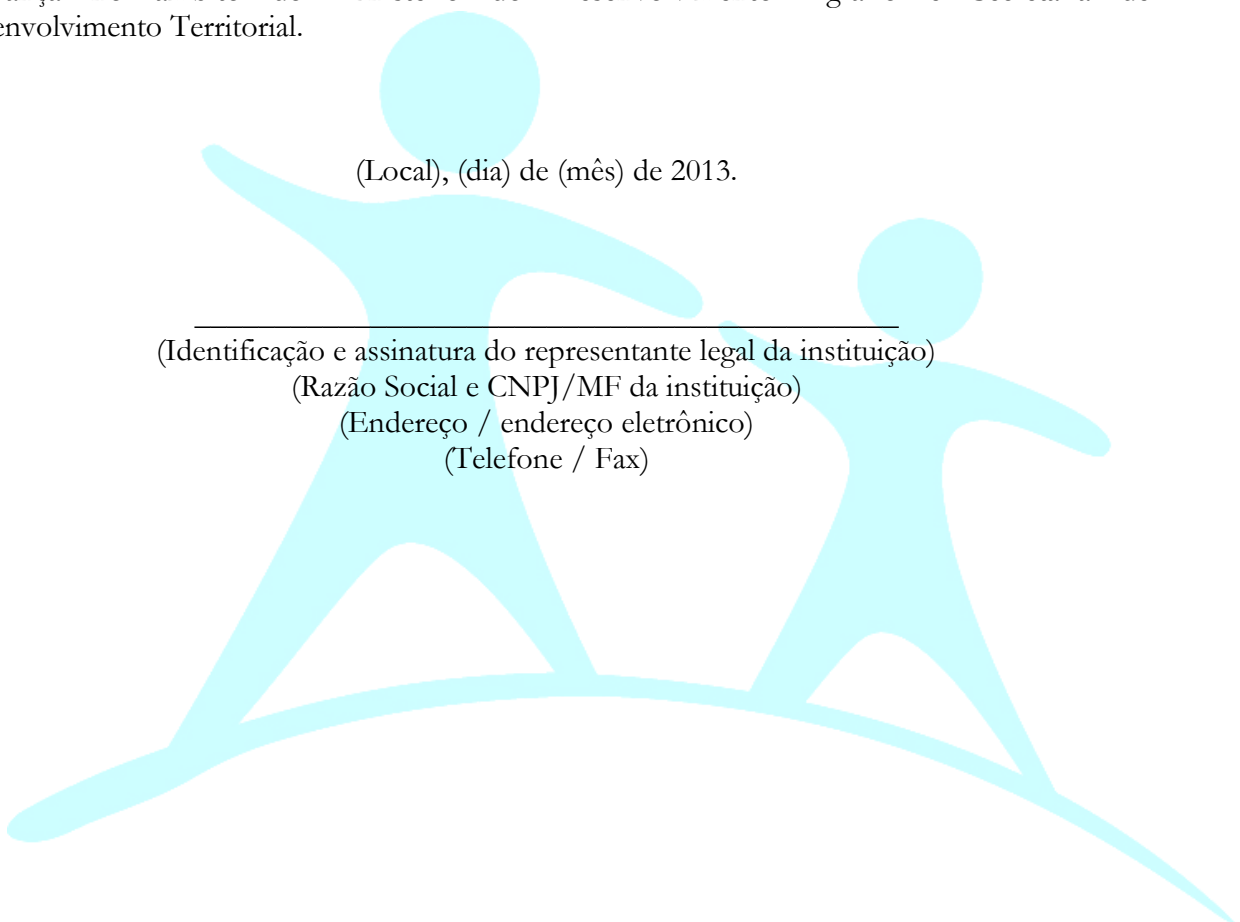 envolvimento Territorial.
(Local), (dia) de (mês) de 2013.
(Identificação e assinatura do representante legal da instituição)
(Razão Social e CNPJ/MF da instituição)
(Endereço / endereço eletrônico)
(Telefone / Fax)